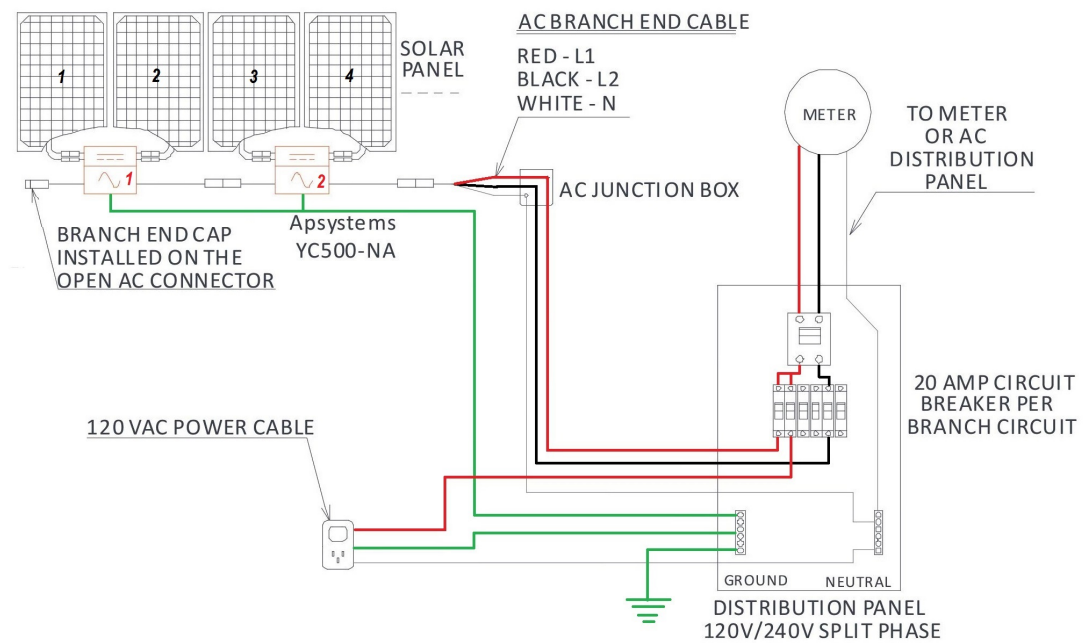 1
2
3
4
SOLAR
PANEL
AC BRANCH END CABLE
RED - L1
BLACK - L2
WHITE - N
METER
TO METER
OR AC
DISTRIBUTION
PANEL
1
2
AC JUNCTION BOX
Apsystems
YC500-NA
BRANCH END CAP
INSTALLED ON THE
OPEN AC CONNECTOR
20 AMP CIRCUIT
BREAKER PER
BRANCH CIRCUIT
120 VAC POWER CABLE
GROUND
NEUTRAL
DISTRIBUTION PANEL
120V/240V SPLIT PHASE